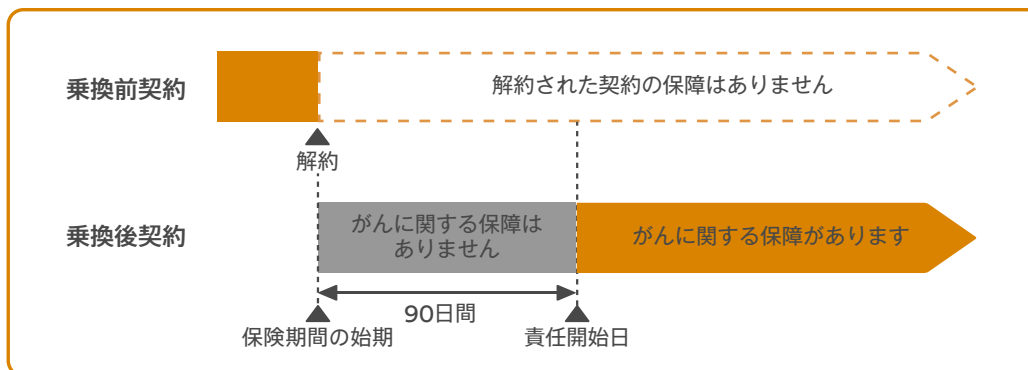 乗換前契約
解約された契約の保障はありません
解約
乗換後契約
がんに関する保障は
ありません
がんに関する保障があります
90日間
保険期間の始期
責任開始日